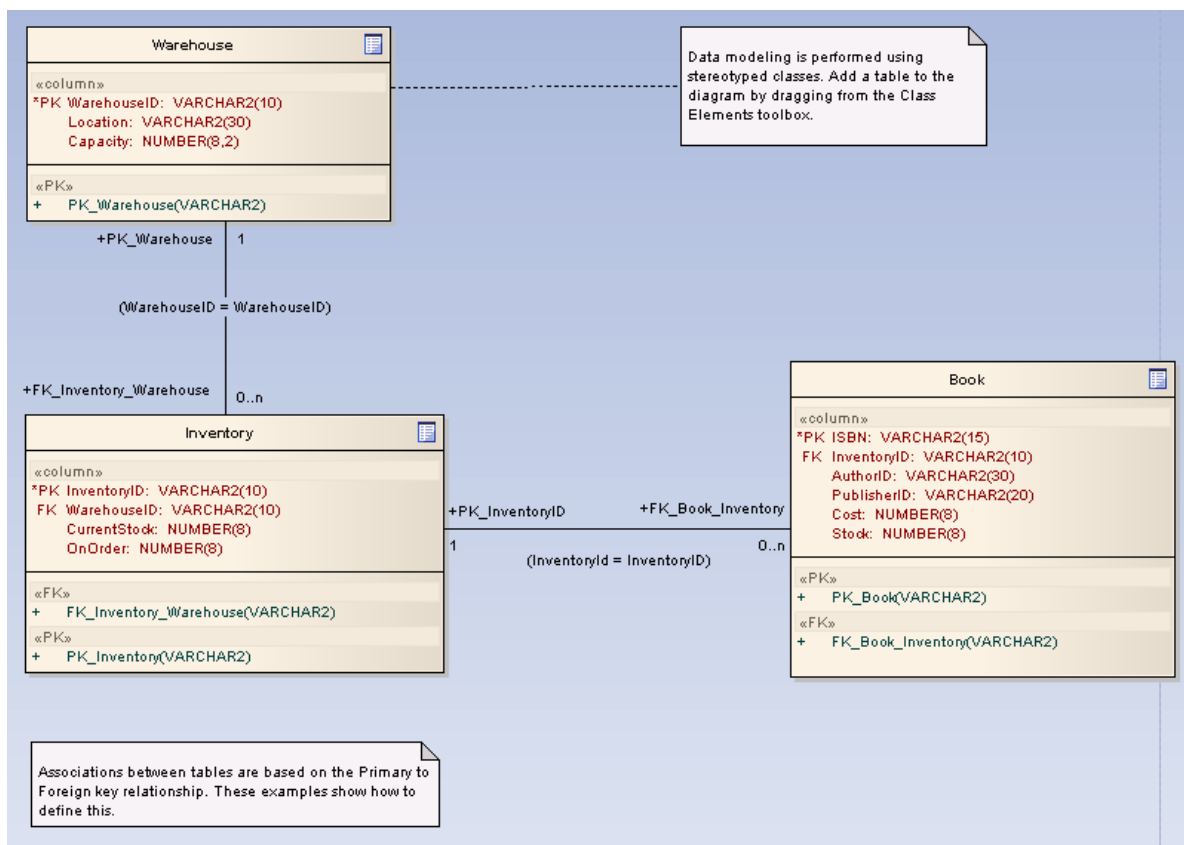 Warehouse
«column»
*PK WarehouseID: VARCHAR2(10)
Location: VARCHAR2(30)
Capacity: NUMBER(8,2)
«PK»
+ PK_Warehouse(VARCHAR2)
Data modeling is performed using
stereotyped classes. Add a table to the
diagram by dragging from the Class
Elements toolbox.
+PK_Warehouse 1
(WarehouseID = WarehouseID)
+FK_Inventory_Warehouse 0..n
Inventory
«column»
*PK InventoryID: VARCHAR2(10)
FK WarehouseID: VARCHAR2(10)
CurrentStock: NUMBER(8)
OnOrder: NUMBER(8)
«FK»
+ FK_Inventory_Warehouse(VARCHAR2)
«PK»
+ PK_Inventory(VARCHAR2)
+PK_InventoryID +FK_Book_Inventory
1 0..n
(InventoryId = InventoryID)
Book
«column»
*PK ISBN: VARCHAR2(15)
FK InventoryID: VARCHAR2(10)
AuthorID: VARCHAR2(30)
PublisherID: VARCHAR2(20)
Cost: NUMBER(8)
Stock: NUMBER(8)
«PK»
+ PK_Book(VARCHAR2)
«FK»
+ FK_Book_Inventory(VARCHAR2)
Associations between tables are based on the Primary to
Foreign key relationship. These examples show how to
define this.